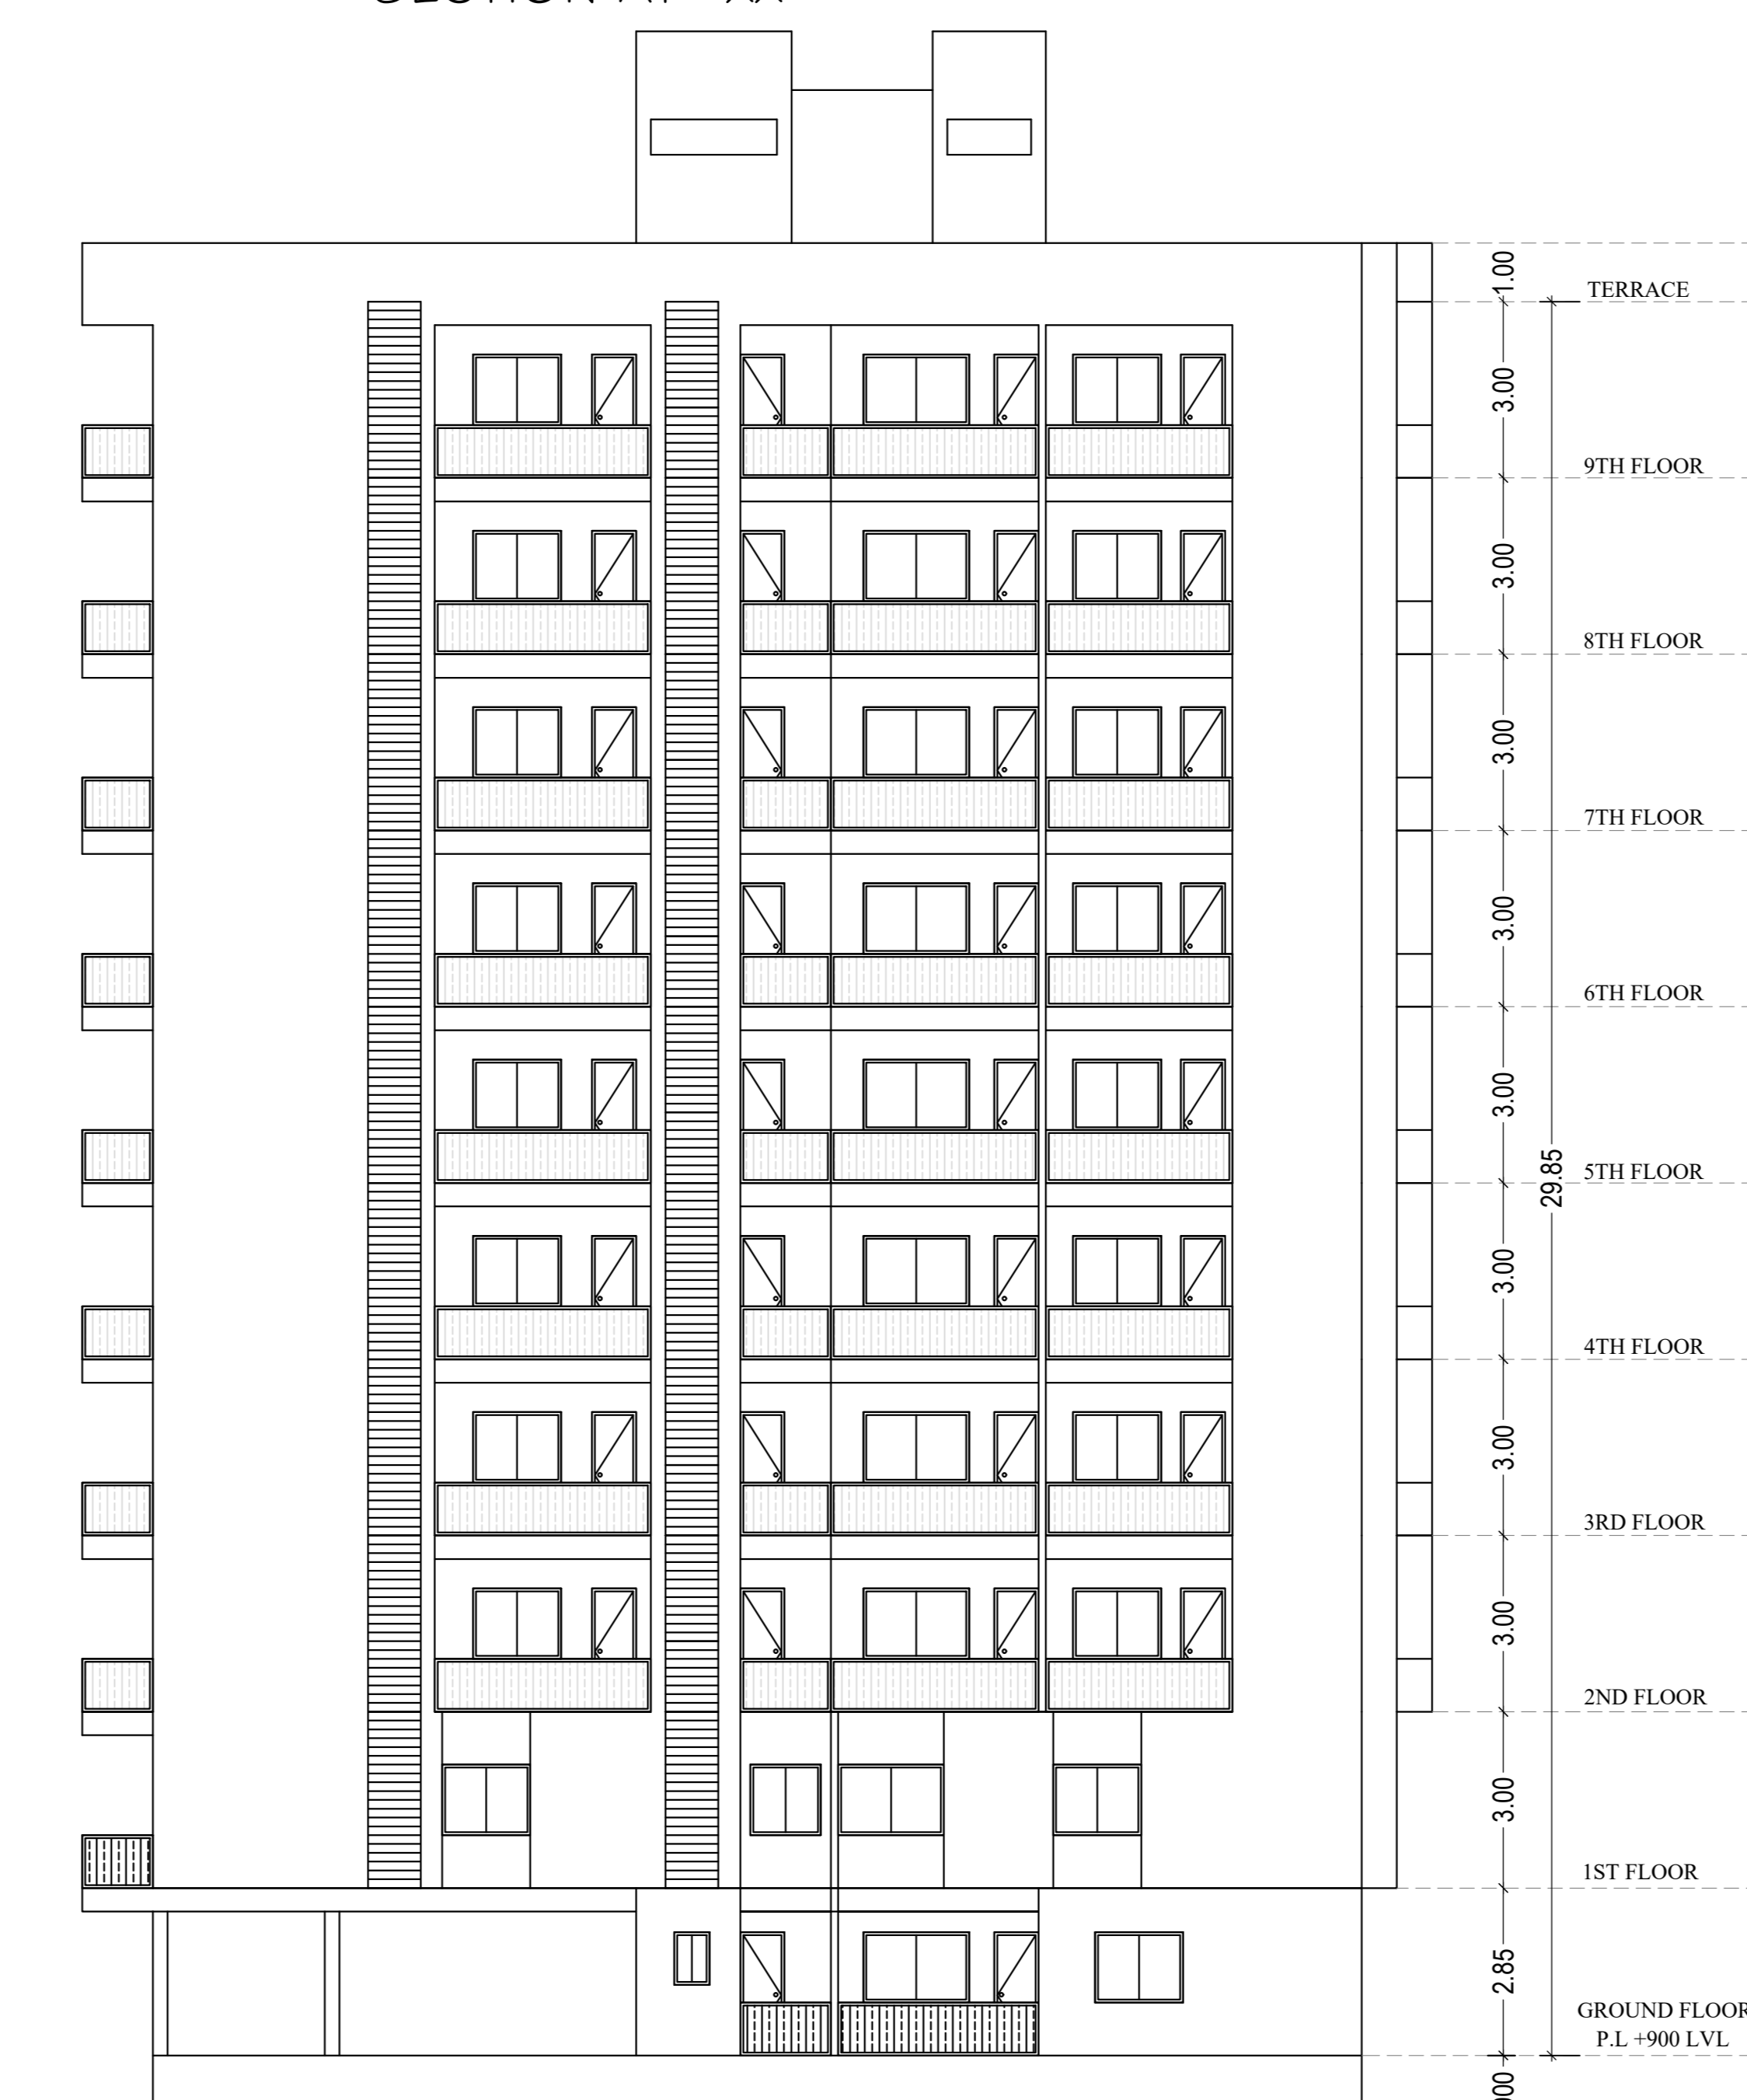 1.00
TERRACE
3.00
9TH FLOOR
3.00
8TH FLOOR
3.00
7TH FLOOR
3.00
6TH FLOOR
3.00
29.85
5TH FLOOR
3.00
4TH FLOOR
3.00
3RD FLOOR
3.00
2ND FLOOR
3.00
1ST FLOOR
2.85
GROUND FLOOR
P.L +900 LVL